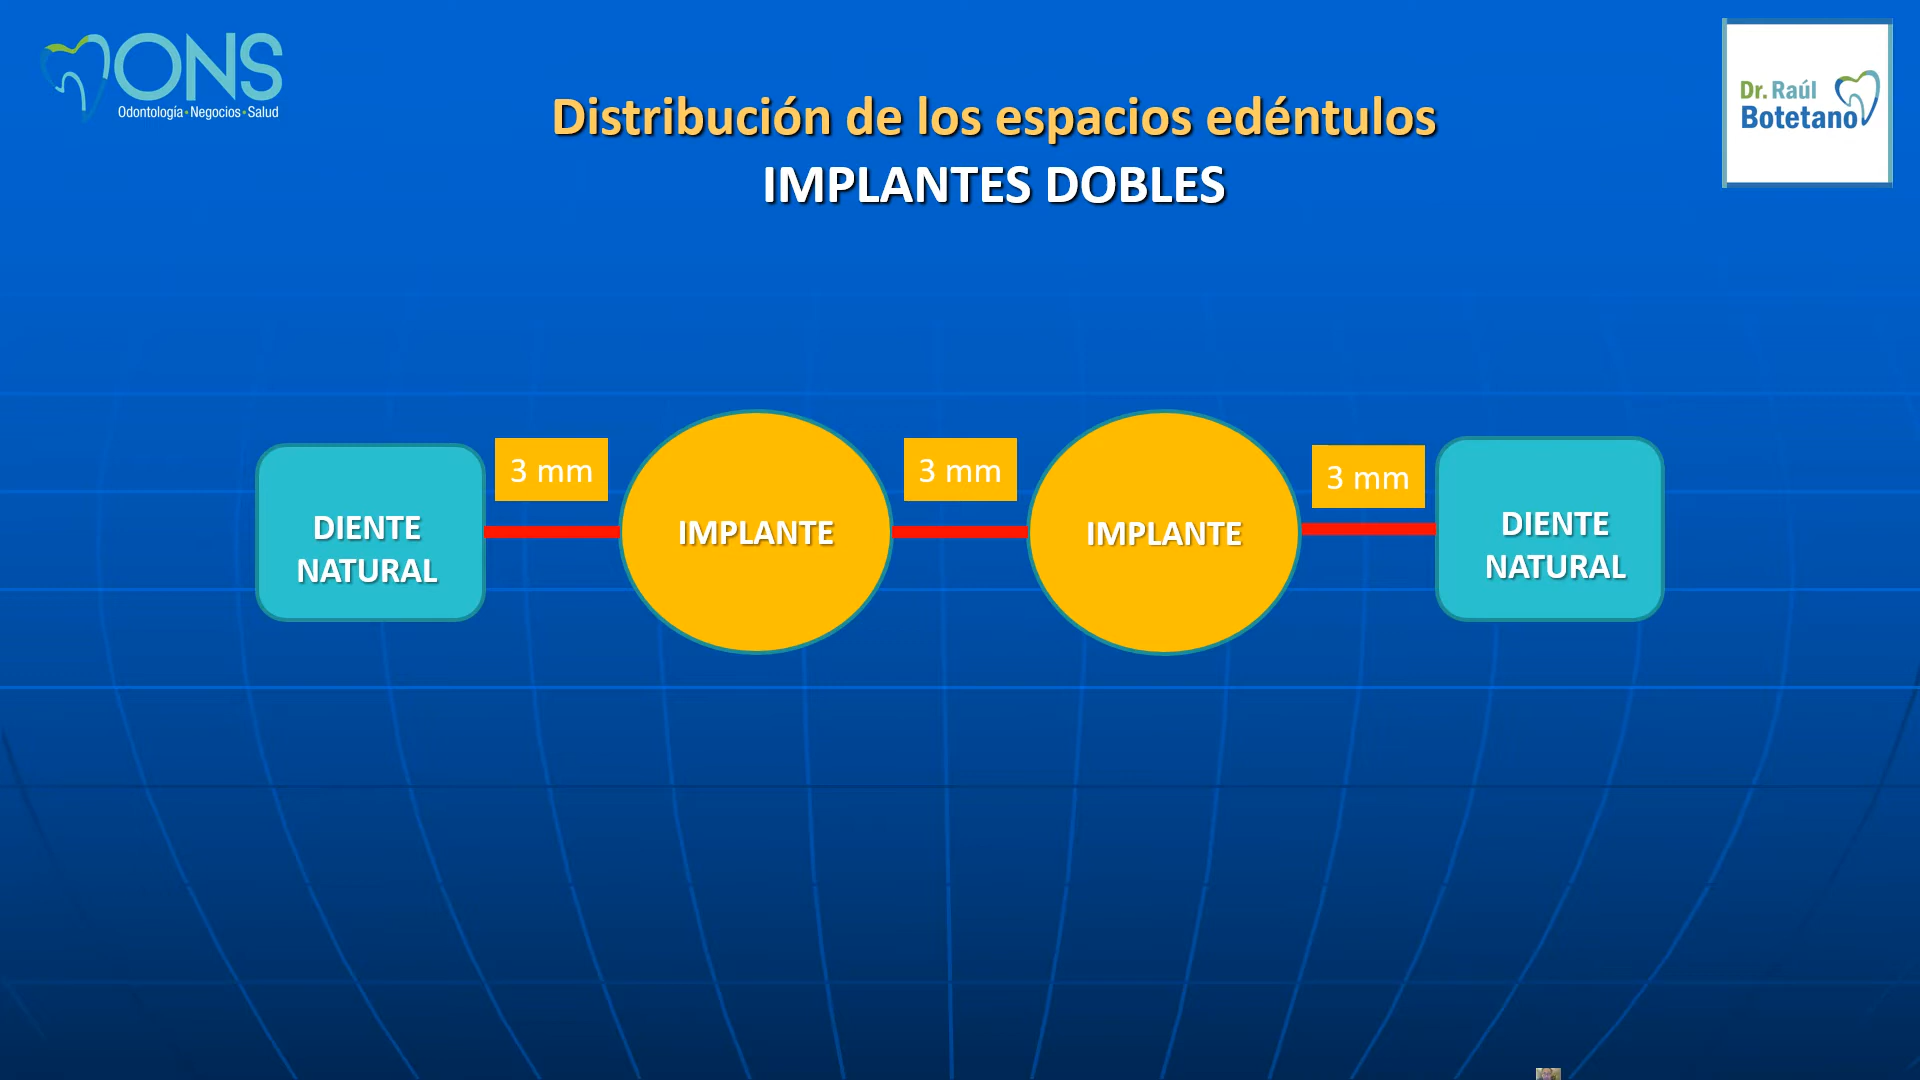 ONS
Odontología•Negocios•Salud
Dr. Raúl
Botetano
Distribución de los espacios edéntulos
IMPLANTES DOBLES
3 mm
3 mm
3 mm
DIENTE
NATURAL
IMPLANTE
IMPLANTE
DIENTE
NATURAL